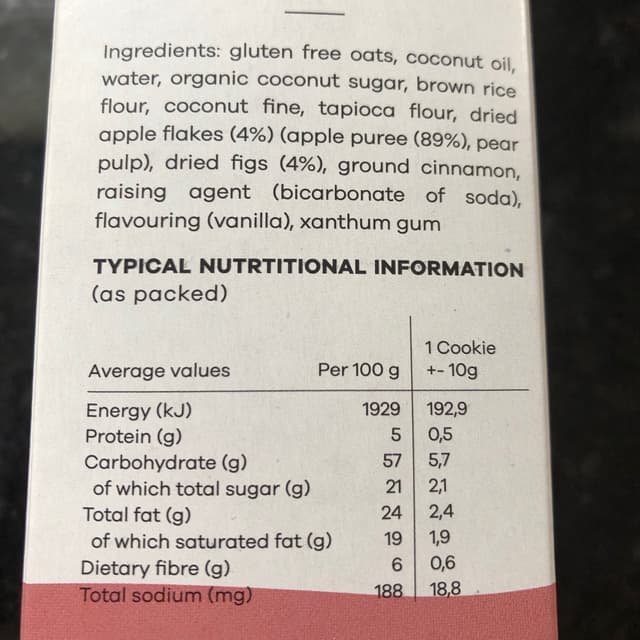 Ingredients: gluten free oats, coconut oil,
water, organic coconut sugar, brown rice
flour, coconut fine, tapioca flour, dried
apple flakes (4%) (apple puree (89%), pear
pulp), dried figs (4%), ground cinnamon,
raising agent (bicarbonate of soda),
flavouring (vanilla), xanthum gum
TYPICAL NUTRTITIONAL INFORMATION
(as packed)
Average values Per 100 g 1 Cookie +- 10g
Energy (kJ) 1929 192,9
Protein (g) 5 0,5
Carbohydrate (g) 57 5,7
of which total sugar (g) 21 2,1
Total fat (g) 24 2,4
of which saturated fat (g) 19 1,9
Dietary fibre (g) 6 0,6
Total sodium (mg) 188 18,8